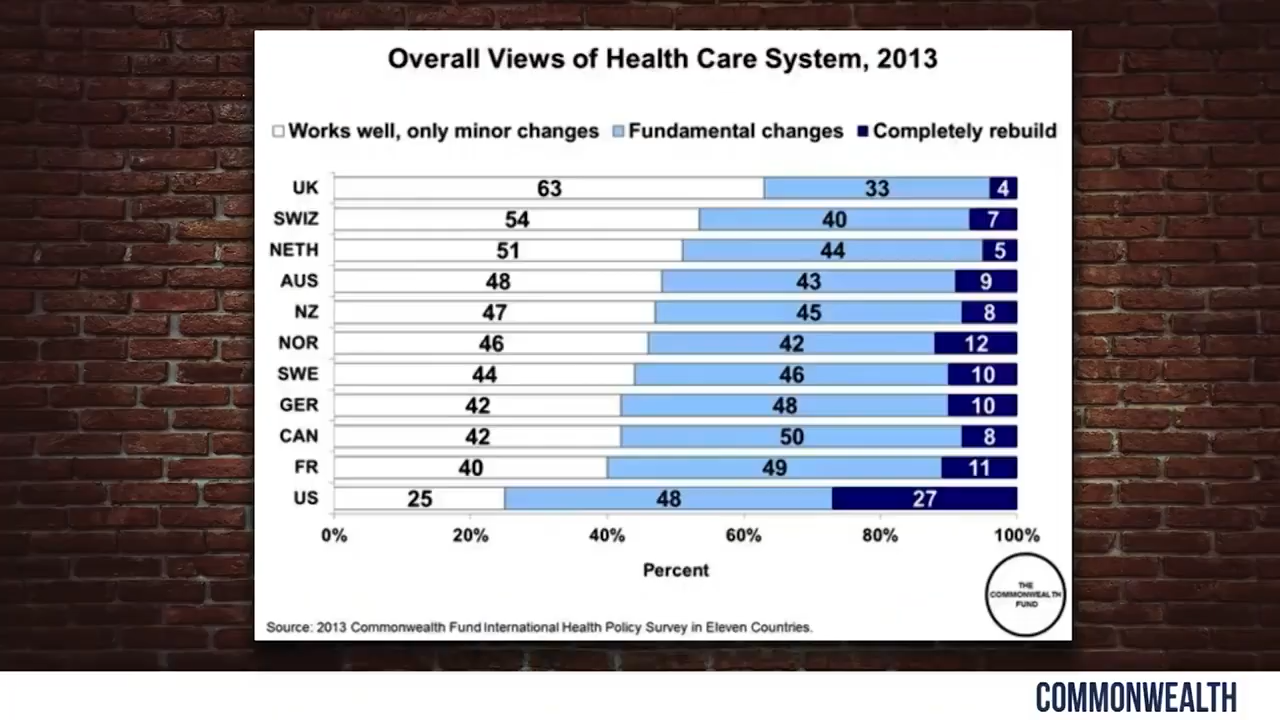 Overall Views of Health Care System, 2013
Works well, only minor changes Fundamental changes Completely rebuild
UK 63 33 4
SWIZ 54 40 7
NETH 51 44 5
AUS 48 43 9
NZ 47 45 8
NOR 46 42 12
SWE 44 46 10
GER 42 48 10
CAN 42 50 8
FR 40 49 11
US 25 48 27
0% 20% 40% 60% 80% 100%
Percent
THE
COMMONWEALTH
FUND
Source: 2013 Commonwealth Fund International Health Policy Survey in Eleven Countries.
COMMONWEALTH